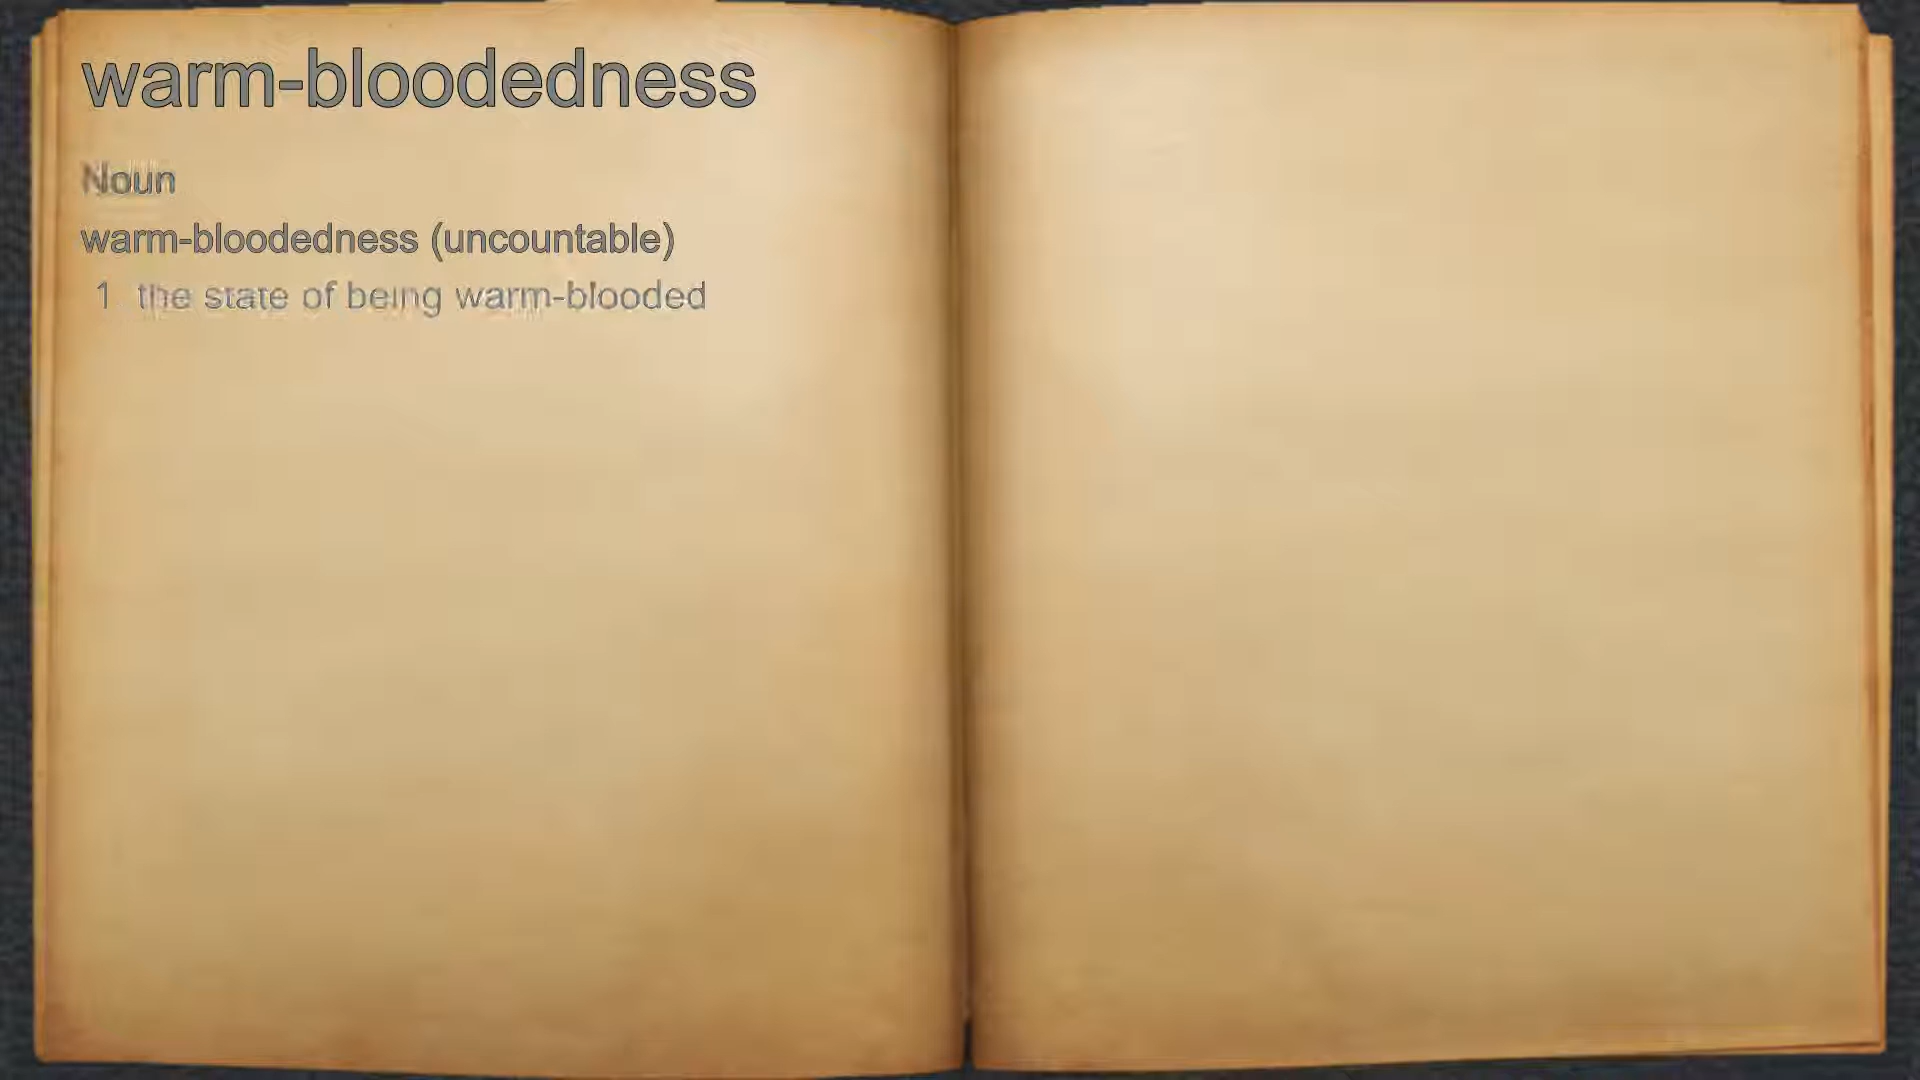 warm-bloodedness
Noun
warm-bloodedness (uncountable)
1. the state of being warm-blooded